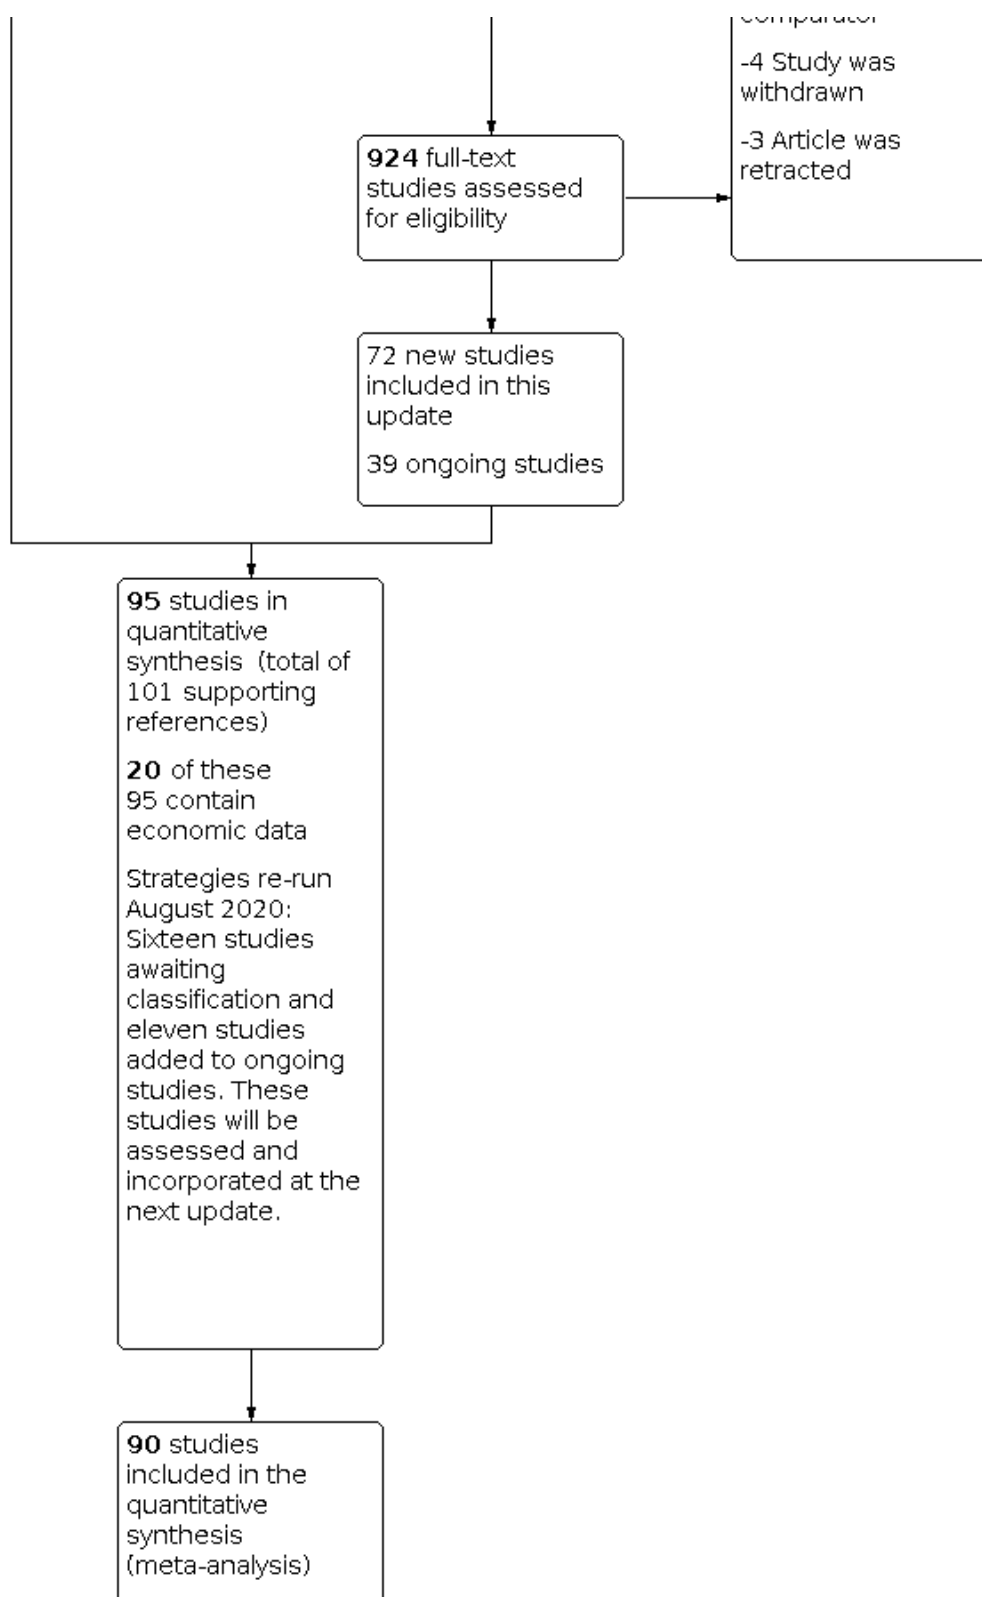 comparator
-4 Study was
withdrawn
-3 Article was
retracted
924 full-text
studies assessed
for eligibility
72 new studies
included in this
update
39 ongoing studies
95 studies in
quantitative
synthesis (total of
101 supporting
references)
20 of these
95 contain
economic data
Strategies re-run
August 2020:
Sixteen studies
awaiting
classification and
eleven studies
added to ongoing
studies. These
studies will be
assessed and
incorporated at the
next update.
90 studies
included in the
quantitative
synthesis
(meta-analysis)